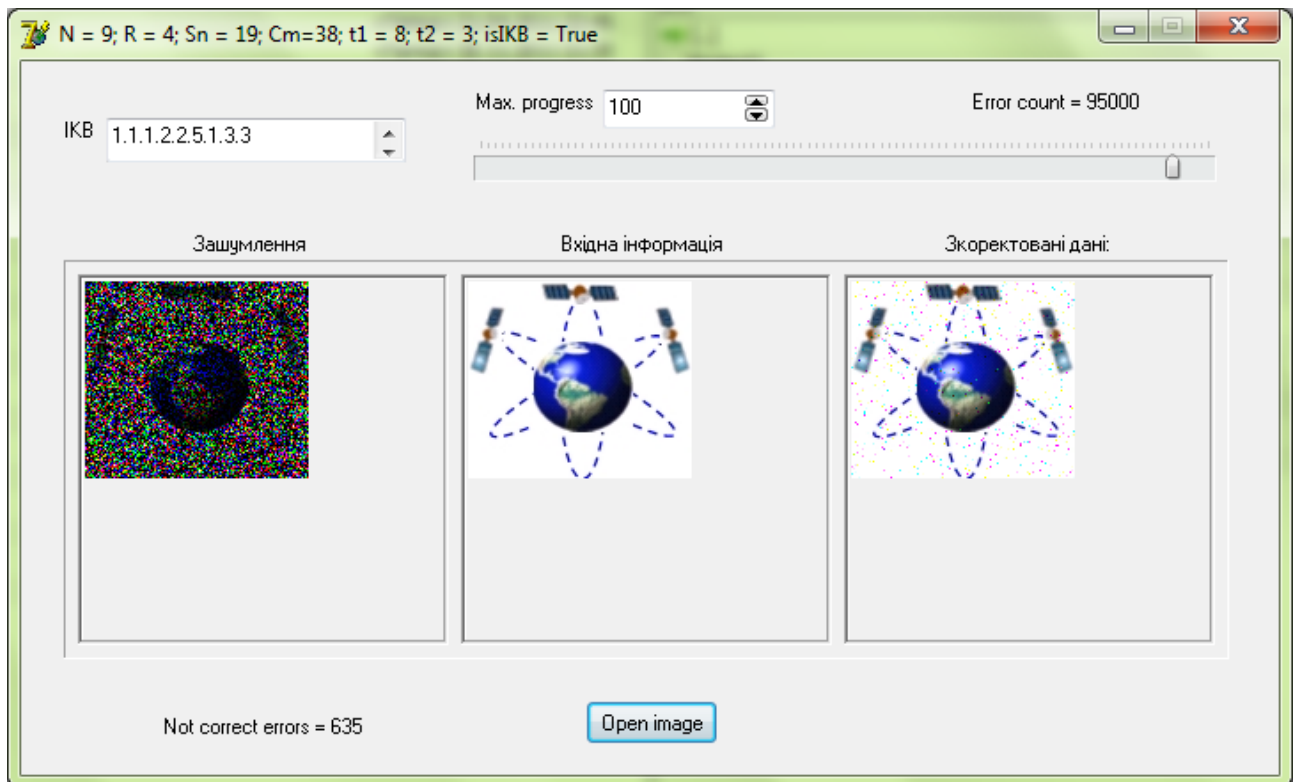 N = 9; R = 4; Sn = 19; Cm=38; t1 = 8; t2 = 3; isIKB = True
Max. progress 100 Error count = 95000
IKB 1.1.1.2.2.5.1.3.3
Зашумлення Вхідна інформація Зкоректовані дані:
Not correct errors = 635 Open image